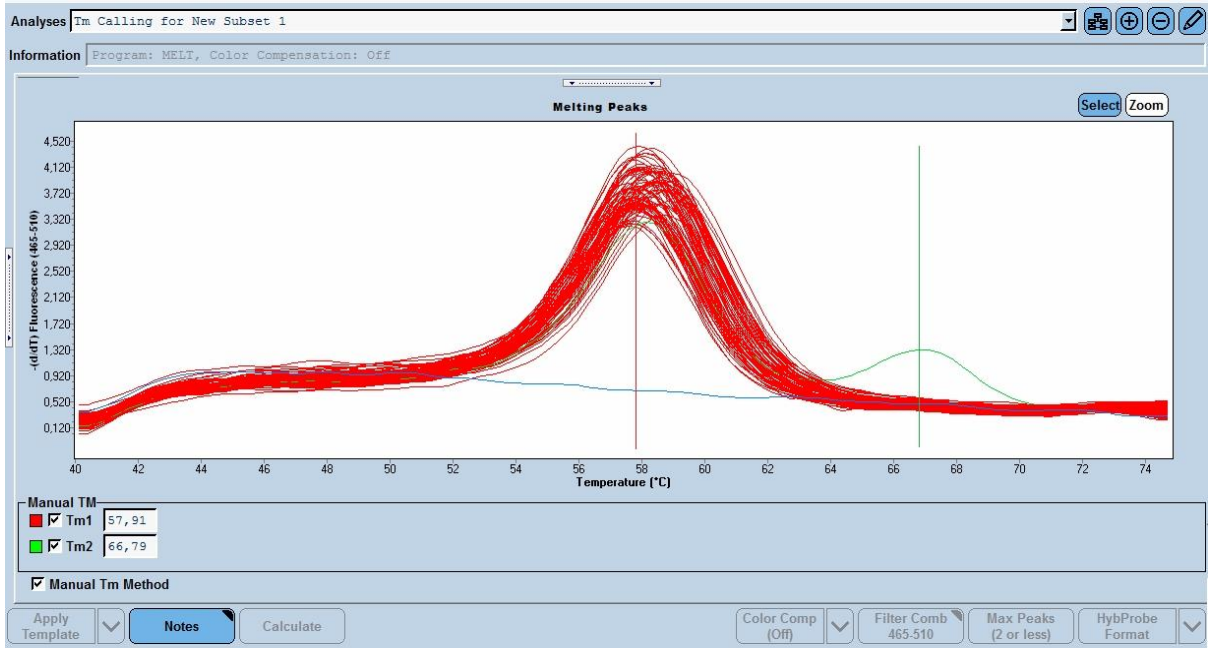 Analyses Tm Calling for New Subset 1
Information Program: MELT, Color Compensation: Off
Melting Peaks
Select Zoom
4,520
4,120
3,720
3,320
2,920
2,520
2,120
1,720
1,320
0,920
0,520
0,120
-(d/dT) Fluorescence (465-510)
40 42 44 46 48 50 52 54 56 58 60 62 64 66 68 70 72 74
Temperature (°C)
Manual TM
Tm1 57,91
Tm2 66,79
Manual Tm Method
Apply
Template
Notes
Calculate
Color Comp
(Off)
Filter Comb
465-510
Max Peaks
(2 or less)
HybProbe
Format